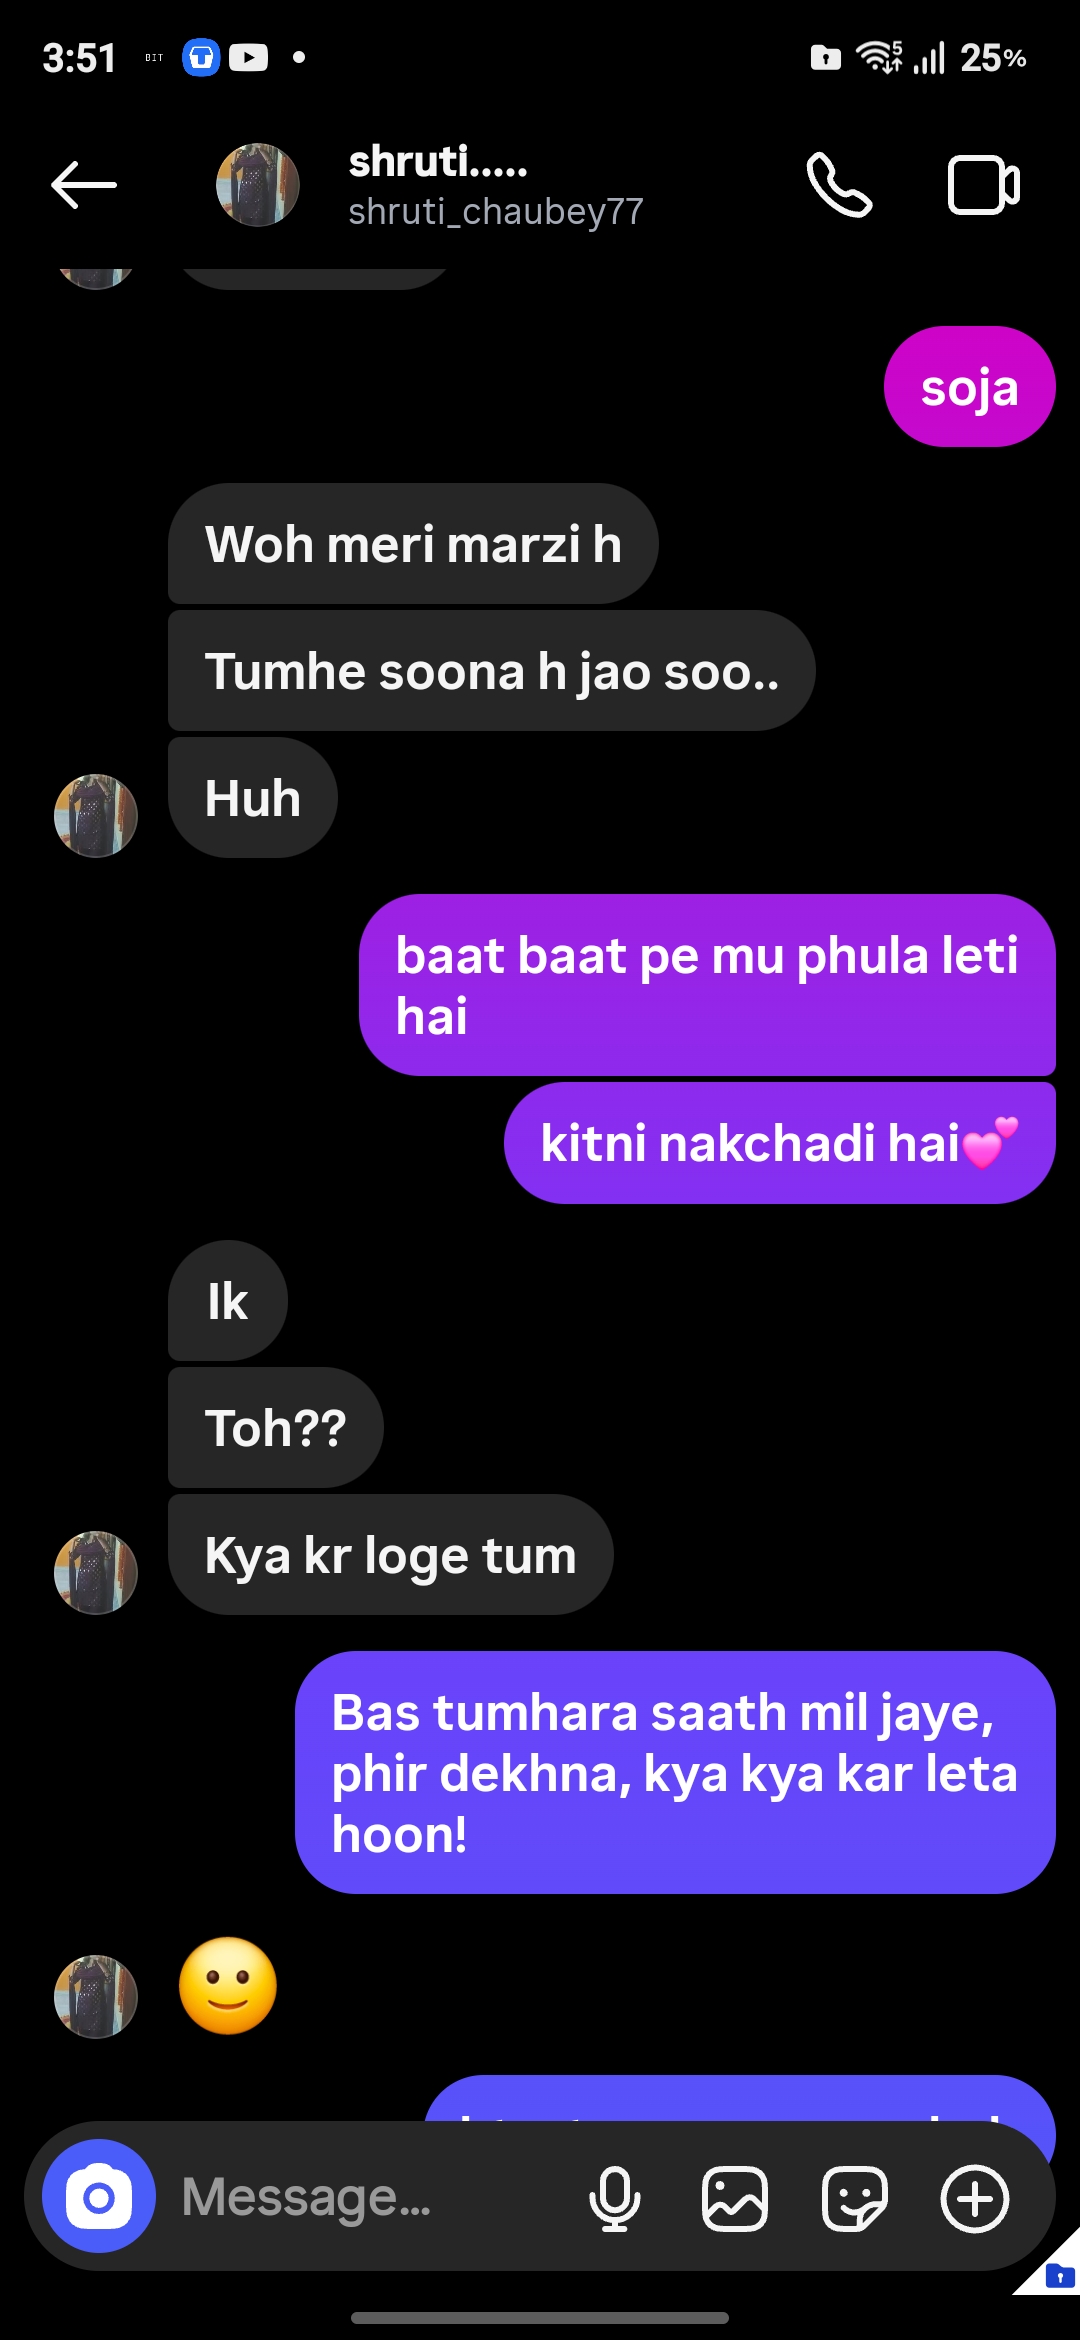 3:51
BIT
5
25%
shruti.....
shruti_chaubey77
soja
Woh meri marzi h
Tumhe soona h jao soo..
Huh
baat baat pe mu phula leti
hai
kitni nakchadi hai💕
Ik
Toh??
Kya kr loge tum
Bas tumhara saath mil jaye,
phir dekhna, kya kya kar leta
hoon!
🙂
Message...